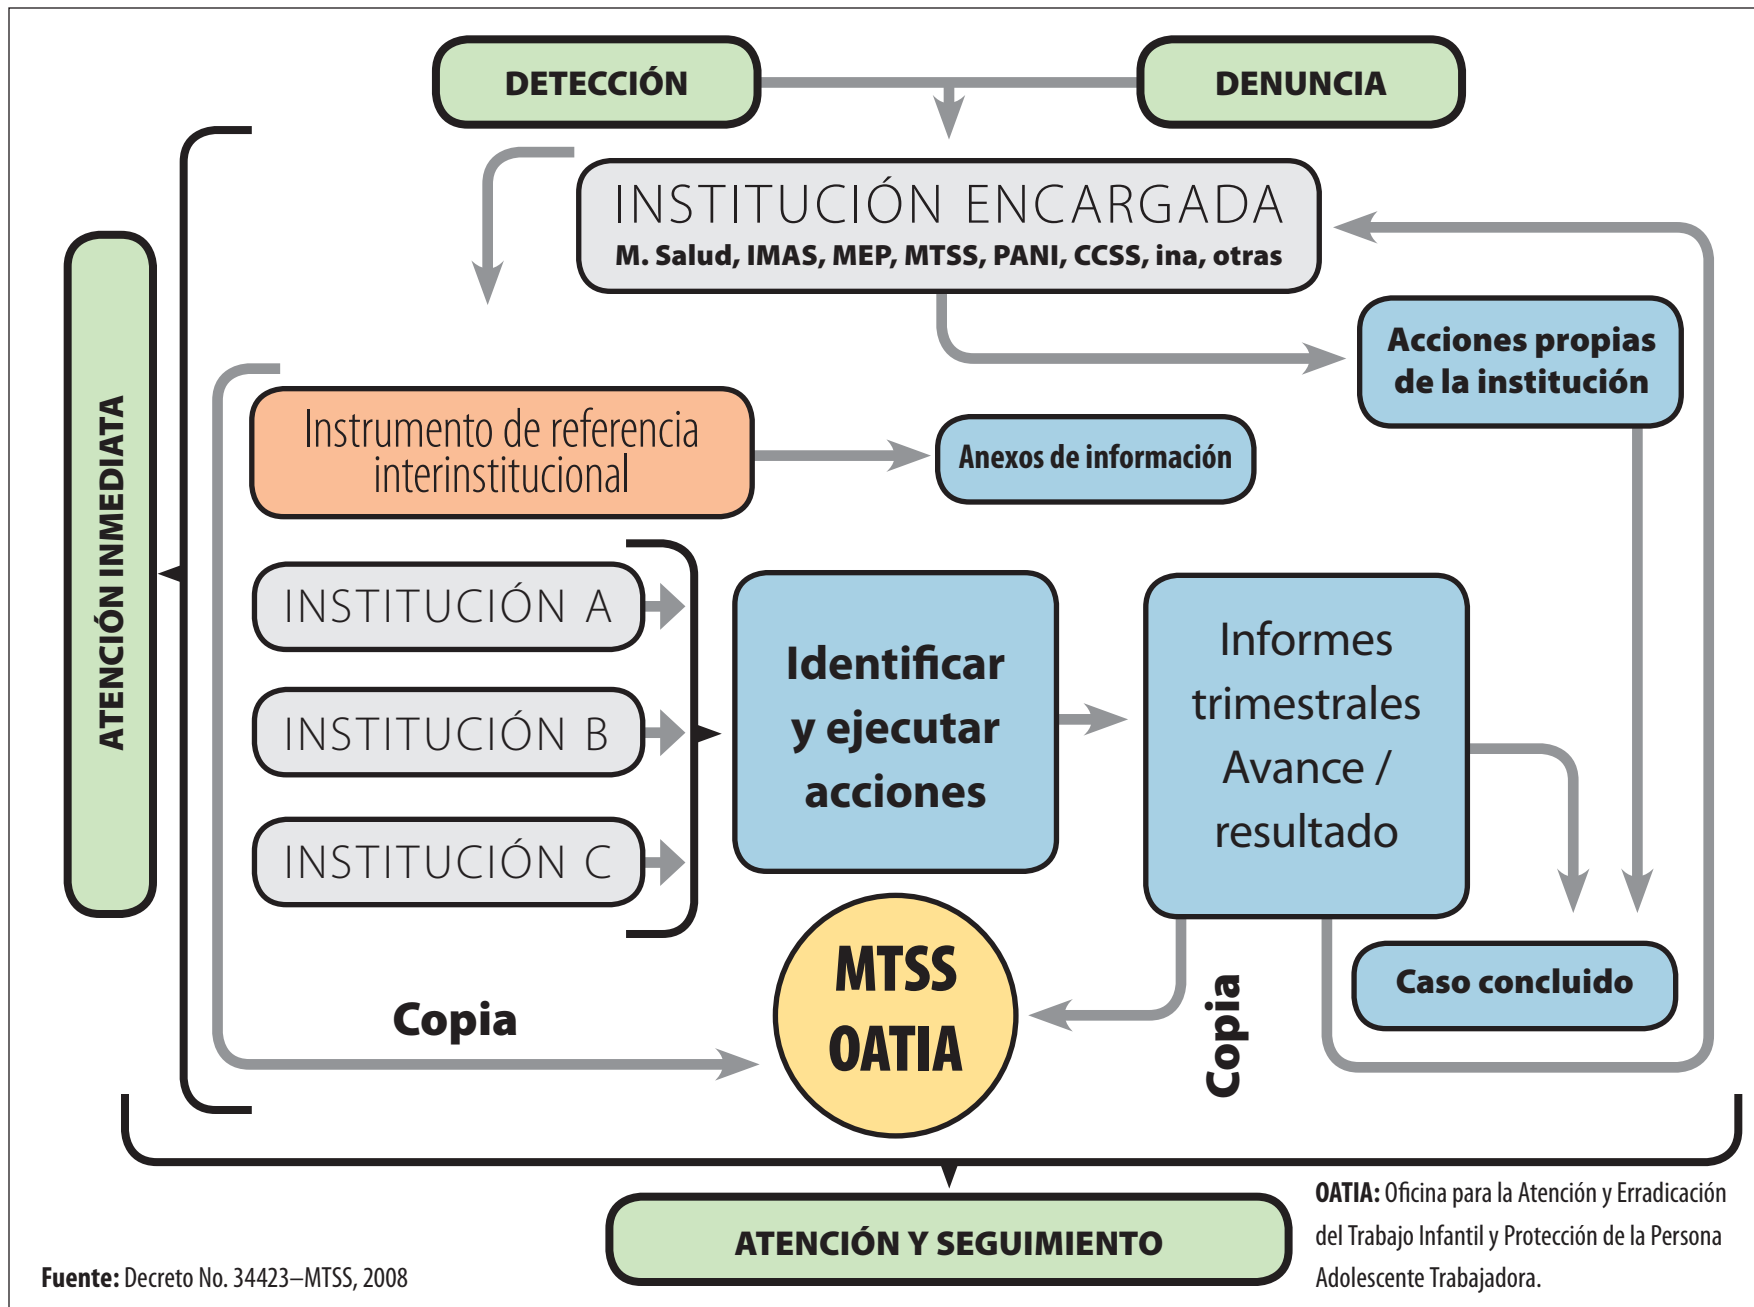 DETECCIÓN
DENUNCIA
INSTITUCIÓN ENCARGADA
M. Salud, IMAS, MEP, MTSS, PANI, CCSS, ina, otras
Acciones propias
de la institución
ATENCIÓN INMEDIATA
Instrumento de referencia
interinstitucional
Anexos de información
INSTITUCIÓN A
INSTITUCIÓN B
INSTITUCIÓN C
Identificar
y ejecutar
acciones
Informes
trimestrales
Avance /
resultado
MTSS
OATIA
Copia
Copia
Caso concluido
ATENCIÓN Y SEGUIMIENTO
OATIA: Oficina para la Atención y Erradicación
del Trabajo Infantil y Protección de la Persona
Adolescente Trabajadora.
Fuente: Decreto No. 34423–MTSS, 2008